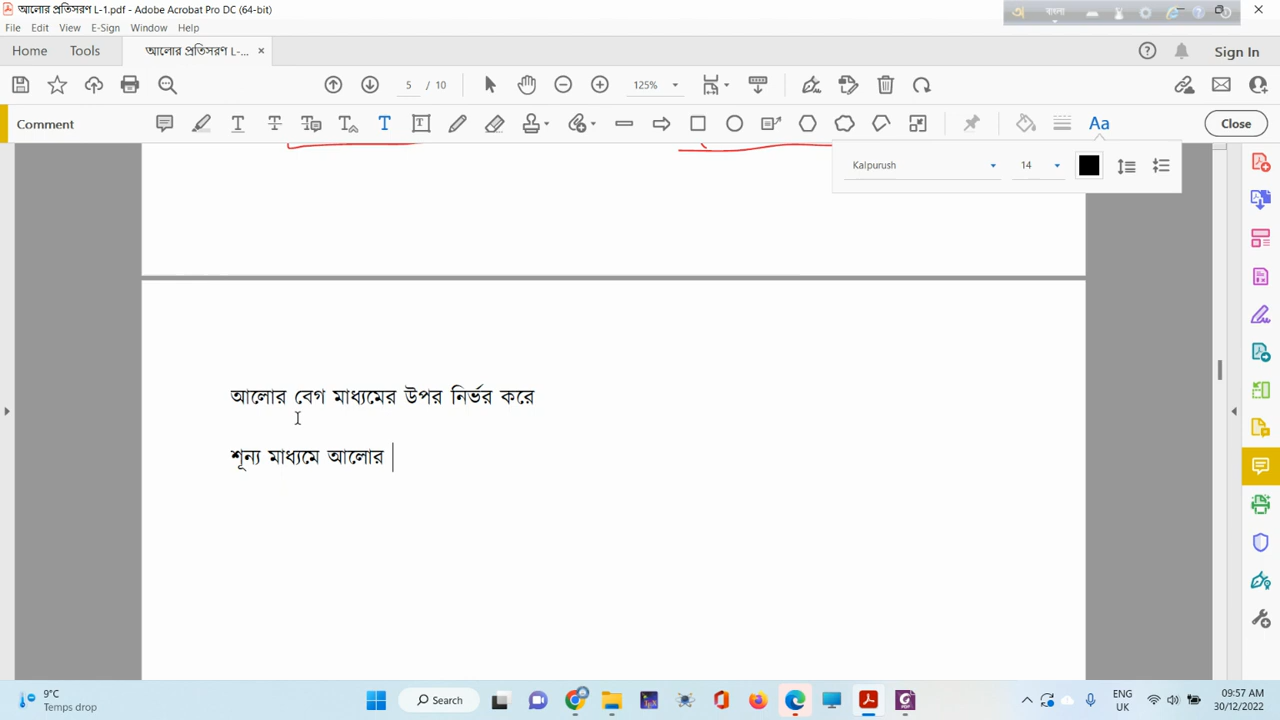 আলোর প্রতিসরণ L-1.pdf - Adobe Acrobat Pro DC (64-bit)
বাংলা
File Edit View E-Sign Window Help
Home Tools আলোর প্রতিসরণ L-... × Sign In
5 / 10 125%
Comment Close
Kalpurush 14
আলোর বেগ মাধ্যমের উপর নির্ভর করে
শূন্য মাধ্যমে আলোর
9°C
Temps drop
Search
ENG
UK
09:57 AM
30/12/2022